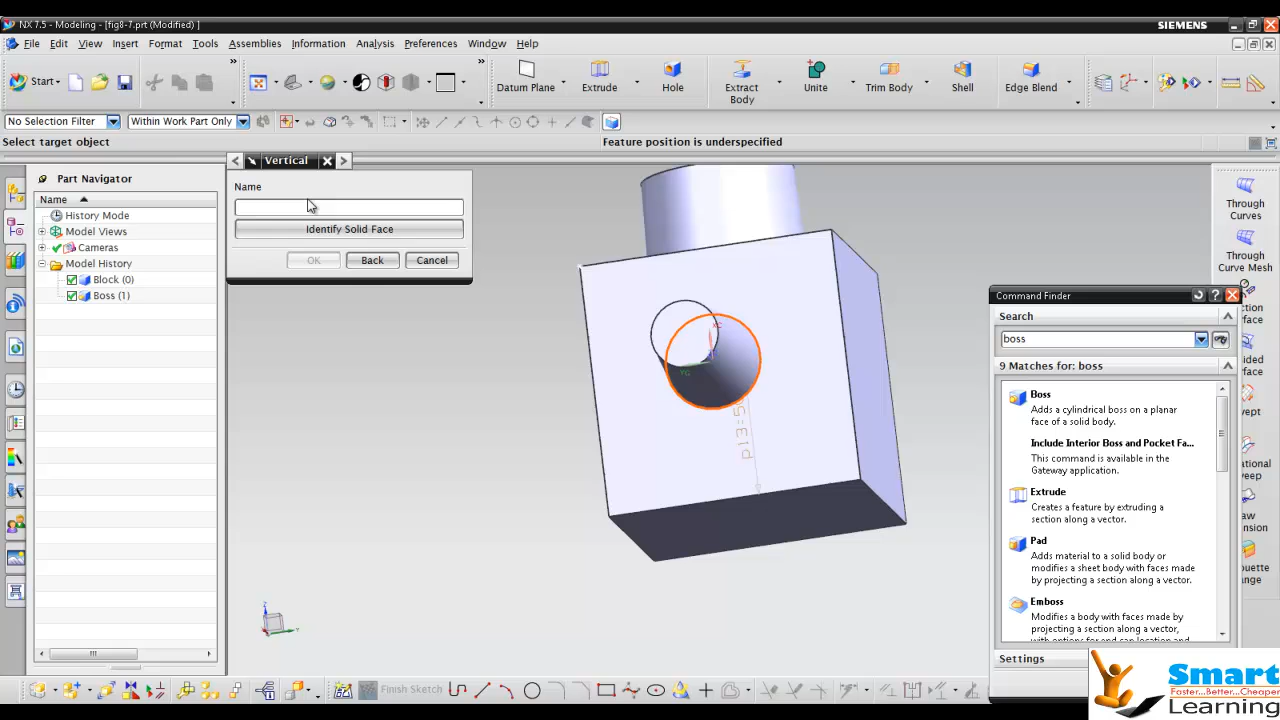 NX 7.5 - Modeling - [fig8-7.prt (Modified) ]
SIEMENS
File Edit View Insert Format Tools Assemblies Information Analysis Preferences Window Help
Start
Datum Plane
Extrude
Hole
Extract Body
Unite
Trim Body
Shell
Edge Blend
No Selection Filter
Within Work Part Only
Select target object
Feature position is underspecified
Part Navigator
Name
History Mode
Model Views
Cameras
Model History
Block (0)
Boss (1)
Vertical
Name
Identify Solid Face
OK
Back
Cancel
XC
YC
p13=5
Z
Y
Through Curves
Through Curve Mesh
Command Finder
Search
boss
9 Matches for: boss
Boss
Adds a cylindrical boss on a planar
face of a solid body.
Include Interior Boss and Pocket Fa...
This command is available in the
Gateway application.
Extrude
Creates a feature by extruding a
section along a vector.
Pad
Adds material to a solid body or
modifies a sheet body with faces made
by projecting a section along a vector,
Emboss
Modifies a body with faces made by
projecting a section along a vector,
Settings
Finish Sketch
Smart
Faster...Better...Cheaper
Learning